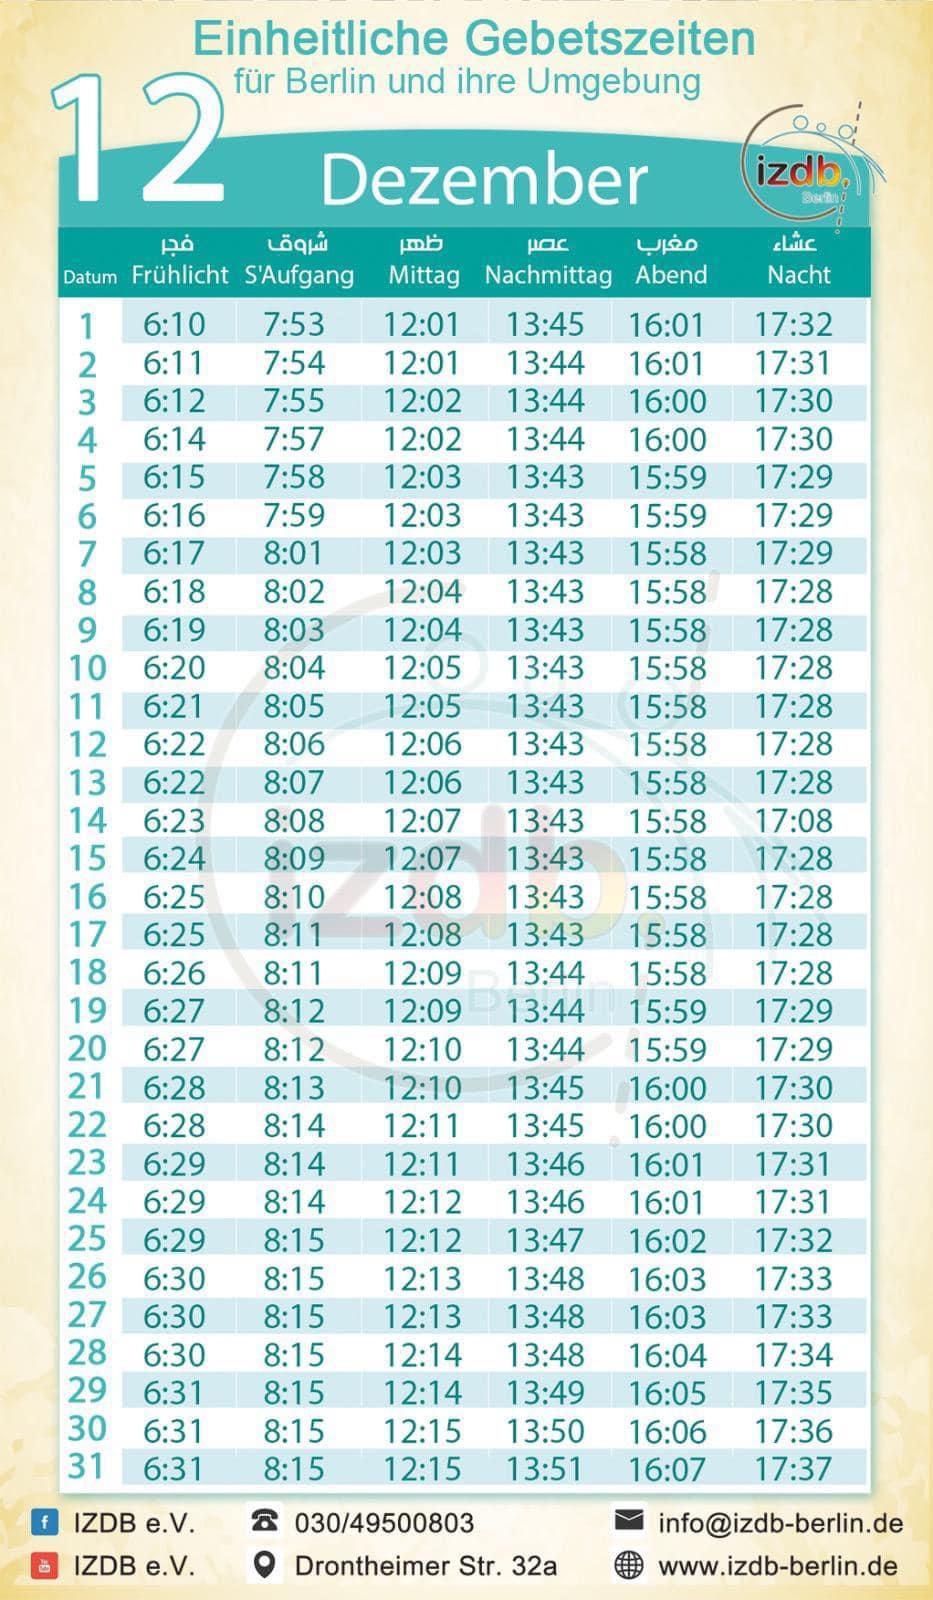 Einheitliche Gebetszeiten
für Berlin und ihre Umgebung
12
Dezember
izdb.
Berlin
فجر شروق ظهر عصر مغرب عشاء
Datum Frühlicht S'Aufgang Mittag Nachmittag Abend Nacht
1 6:10 7:53 12:01 13:45 16:01 17:32
2 6:11 7:54 12:01 13:44 16:01 17:31
3 6:12 7:55 12:02 13:44 16:00 17:30
4 6:14 7:57 12:02 13:44 16:00 17:30
5 6:15 7:58 12:03 13:43 15:59 17:29
6 6:16 7:59 12:03 13:43 15:59 17:29
7 6:17 8:01 12:03 13:43 15:58 17:29
8 6:18 8:02 12:04 13:43 15:58 17:28
9 6:19 8:03 12:04 13:43 15:58 17:28
10 6:20 8:04 12:05 13:43 15:58 17:28
11 6:21 8:05 12:05 13:43 15:58 17:28
12 6:22 8:06 12:06 13:43 15:58 17:28
13 6:22 8:07 12:06 13:43 15:58 17:28
14 6:23 8:08 12:07 13:43 15:58 17:08
15 6:24 8:09 12:07 13:43 15:58 17:28
16 6:25 8:10 12:08 13:43 15:58 17:28
17 6:25 8:11 12:08 13:43 15:58 17:28
18 6:26 8:11 12:09 13:44 15:58 17:28
19 6:27 8:12 12:09 13:44 15:59 17:29
20 6:27 8:12 12:10 13:44 15:59 17:29
21 6:28 8:13 12:10 13:45 16:00 17:30
22 6:28 8:14 12:11 13:45 16:00 17:30
23 6:29 8:14 12:11 13:46 16:01 17:31
24 6:29 8:14 12:12 13:46 16:01 17:31
25 6:29 8:15 12:12 13:47 16:02 17:32
26 6:30 8:15 12:13 13:48 16:03 17:33
27 6:30 8:15 12:13 13:48 16:03 17:33
28 6:30 8:15 12:14 13:48 16:04 17:34
29 6:31 8:15 12:14 13:49 16:05 17:35
30 6:31 8:15 12:15 13:50 16:06 17:36
31 6:31 8:15 12:15 13:51 16:07 17:37
izdb.
Berlin
IZDB e.V. 030/49500803 info@izdb-berlin.de
IZDB e.V. Drontheimer Str. 32a www.izdb-berlin.de